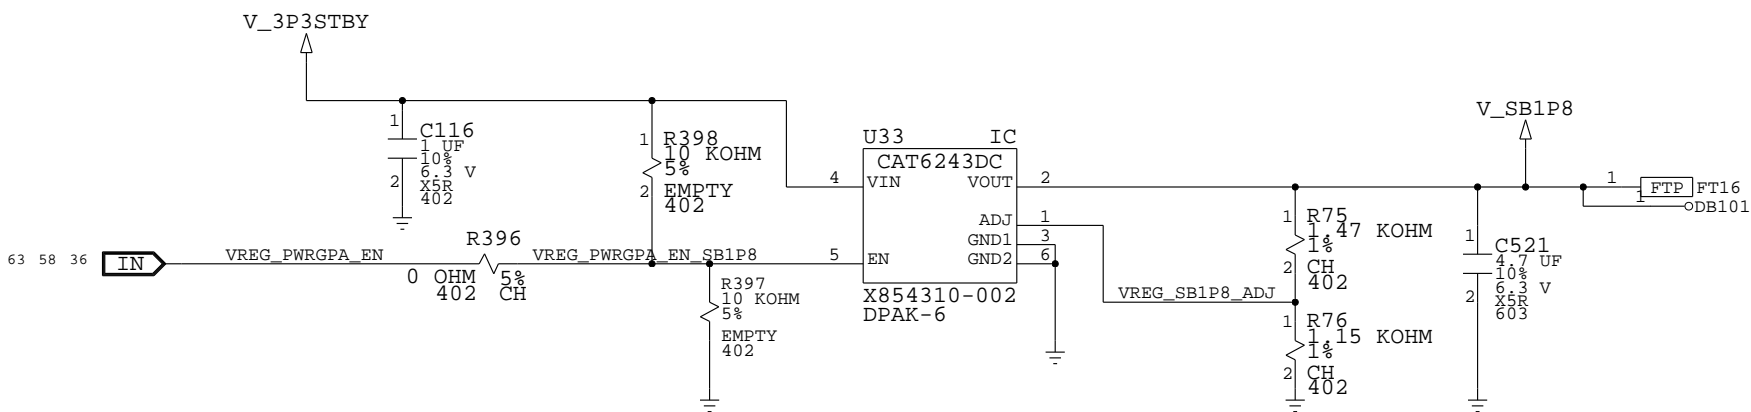 V_3P3STBY
1
C116
1 UF
10%
6.3 V
X5R
402
2
1
R398
10 KOHM
5%
EMPTY
402
2
63 58 36
IN
VREG_PWRGPA_EN
R396
0 OHM
402
5%
CH
VREG_PWRGPA_EN_SB1P8
R397
10 KOHM
5%
EMPTY
402
U33 IC
CAT6243DC
4 VIN VOUT 2
ADJ 1
GND1 3
5 EN GND2 6
X854310-002
DPAK-6
VREG_SB1P8_ADJ
1 R75
1.47 KOHM
1%
2 CH
402
1 R76
1.15 KOHM
1%
2 CH
402
V_SB1P8
1
C521
4.7 UF
10%
6.3 V
X5R
603
2
1 FTP FT16
1 DB101